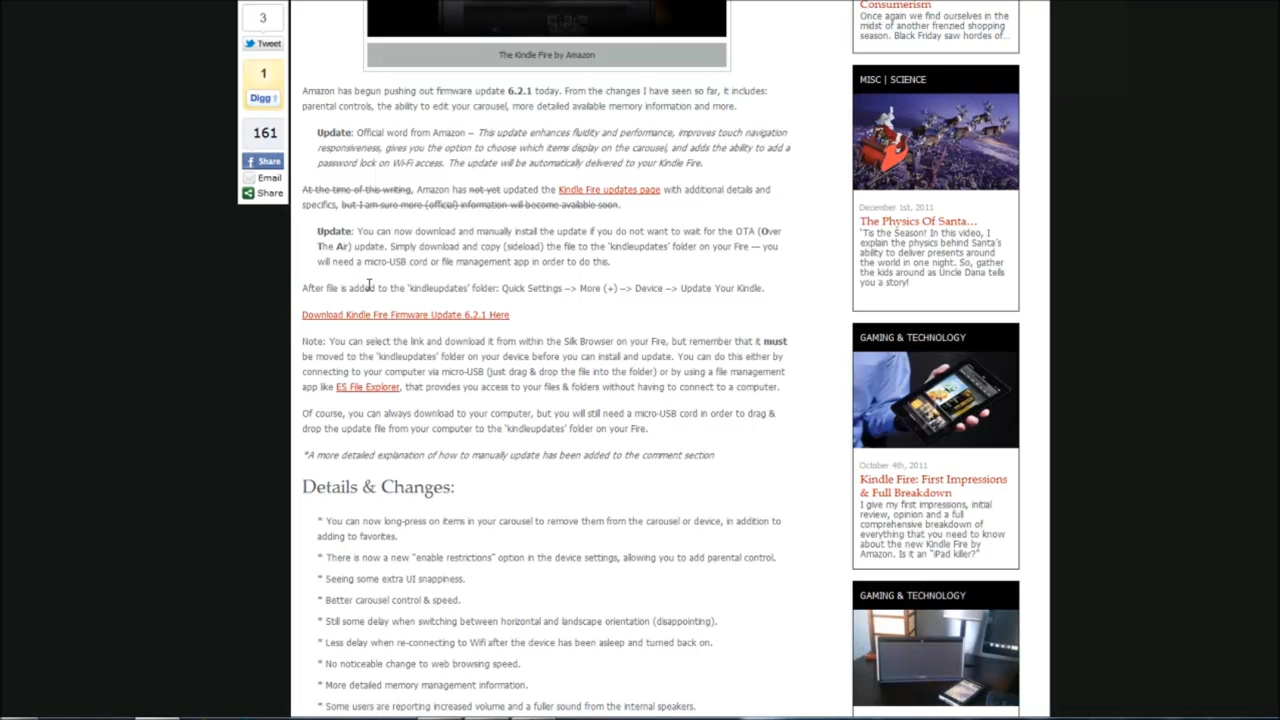 3
Tweet
1
Digg
161
Share
Email
Share
The Kindle Fire by Amazon
Amazon has begun pushing out firmware update 6.2.1 today. From the changes I have seen so far, it includes:
parental controls, the ability to edit your carousel, more detailed available memory information and more.
Update: Official word from Amazon – This update enhances fluidity and performance, improves touch navigation
responsiveness, gives you the option to choose which items display on the carousel, and adds the ability to add a
password lock on Wi-Fi access. The update will be automatically delivered to your Kindle Fire.
At the time of this writing, Amazon has not yet updated the Kindle Fire updates page with additional details and
specifics, but I am sure more (official) information will become available soon.
Update: You can now download and manually install the update if you do not want to wait for the OTA (Over
The Air) update. Simply download and copy (sideload) the file to the 'kindleupdates' folder on your Fire — you
will need a micro-USB cord or file management app in order to do this.
After file is added to the 'kindleupdates' folder: Quick Settings –> More (+) –> Device –> Update Your Kindle.
Download Kindle Fire Firmware Update 6.2.1 Here
Note: You can select the link and download it from within the Silk Browser on your Fire, but remember that it must
be moved to the 'kindleupdates' folder on your device before you can install and update. You can do this either by
connecting to your computer via micro-USB (just drag & drop the file into the folder) or by using a file management
app like ES File Explorer, that provides you access to your files & folders without having to connect to a computer.
Of course, you can always download to your computer, but you will still need a micro-USB cord in order to drag &
drop the update file from your computer to the 'kindleupdates' folder on your Fire.
*A more detailed explanation of how to manually update has been added to the comment section
Details & Changes:
* You can now long-press on items in your carousel to remove them from the carousel or device, in addition to
adding to favorites.
* There is now a new "enable restrictions" option in the device settings, allowing you to add parental control.
* Seeing some extra UI snappiness.
* Better carousel control & speed.
* Still some delay when switching between horizontal and landscape orientation (disappointing).
* Less delay when re-connecting to Wifi after the device has been asleep and turned back on.
* No noticeable change to web browsing speed.
* More detailed memory management information.
* Some users are reporting increased volume and a fuller sound from the internal speakers.
Consumerism
Once again we find ourselves in the
midst of another frenzied shopping
season. Black Friday saw hordes of...
MISC | SCIENCE
December 1st, 2011
The Physics Of Santa...
'Tis the Season! In this video, I
explain the physics behind Santa's
ability to deliver presents around
the world in one night. So, gather
the kids around as Uncle Dana tells
you a story!
GAMING & TECHNOLOGY
October 4th, 2011
Kindle Fire: First Impressions
& Full Breakdown
I give my first impressions, initial
review, opinion and a full
comprehensive breakdown of
everything that you need to know
about the new Kindle Fire by
Amazon. Is it an "iPad killer?"
GAMING & TECHNOLOGY